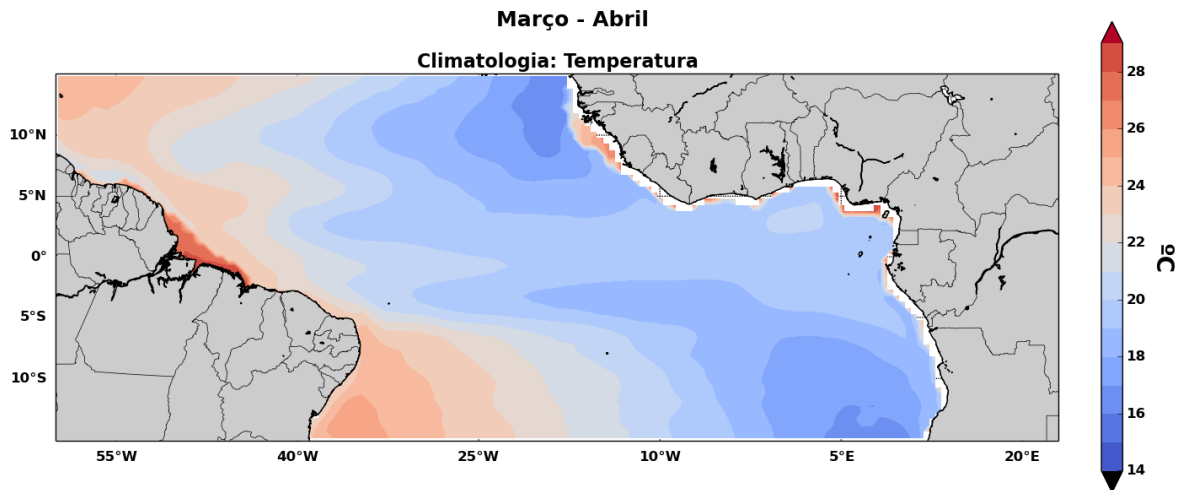 Março - Abril
Climatologia: Temperatura
10°N
5°N
0°
5°S
10°S
55°W
40°W
25°W
10°W
5°E
20°E
28
26
24
22
20
18
16
14
ºC